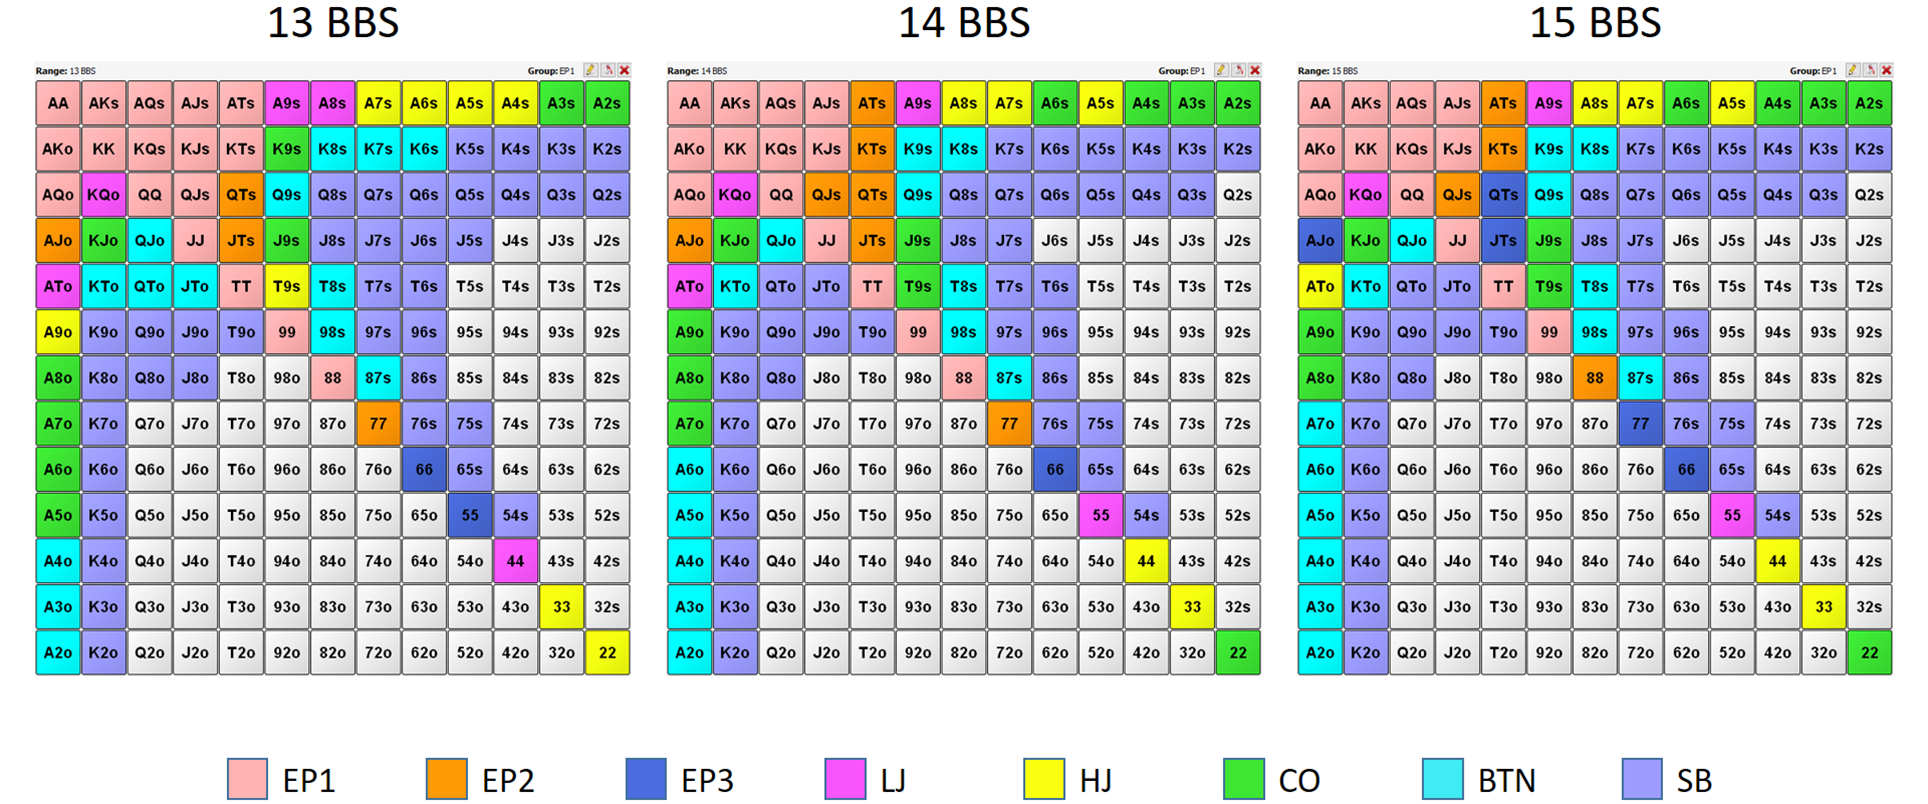 13 BBS 14 BBS 15 BBS
Range: 13 BBS Group: EP1 Range: 14 BBS Group: EP1 Range: 15 BBS Group: EP1
AA AKs AQs AJs ATs A9s A8s A7s A6s A5s A4s A3s A2s AA AKs AQs AJs ATs A9s A8s A7s A6s A5s A4s A3s A2s AA AKs AQs AJs ATs A9s A8s A7s A6s A5s A4s A3s A2s
AKo KK KQs KJs KTs K9s K8s K7s K6s K5s K4s K3s K2s AKo KK KQs KJs KTs K9s K8s K7s K6s K5s K4s K3s K2s AKo KK KQs KJs KTs K9s K8s K7s K6s K5s K4s K3s K2s
AQo KQo QQ QJs QTs Q9s Q8s Q7s Q6s Q5s Q4s Q3s Q2s AQo KQo QQ QJs QTs Q9s Q8s Q7s Q6s Q5s Q4s Q3s Q2s AQo KQo QQ QJs QTs Q9s Q8s Q7s Q6s Q5s Q4s Q3s Q2s
AJo KJo QJo JJ JTs J9s J8s J7s J6s J5s J4s J3s J2s AJo KJo QJo JJ JTs J9s J8s J7s J6s J5s J4s J3s J2s AJo KJo QJo JJ JTs J9s J8s J7s J6s J5s J4s J3s J2s
ATo KTo QTo JTo TT T9s T8s T7s T6s T5s T4s T3s T2s ATo KTo QTo JTo TT T9s T8s T7s T6s T5s T4s T3s T2s ATo KTo QTo JTo TT T9s T8s T7s T6s T5s T4s T3s T2s
A9o K9o Q9o J9o T9o 99 98s 97s 96s 95s 94s 93s 92s A9o K9o Q9o J9o T9o 99 98s 97s 96s 95s 94s 93s 92s A9o K9o Q9o J9o T9o 99 98s 97s 96s 95s 94s 93s 92s
A8o K8o Q8o J8o T8o 98o 88 87s 86s 85s 84s 83s 82s A8o K8o Q8o J8o T8o 98o 88 87s 86s 85s 84s 83s 82s A8o K8o Q8o J8o T8o 98o 88 87s 86s 85s 84s 83s 82s
A7o K7o Q7o J7o T7o 97o 87o 77 76s 75s 74s 73s 72s A7o K7o Q7o J7o T7o 97o 87o 77 76s 75s 74s 73s 72s A7o K7o Q7o J7o T7o 97o 87o 77 76s 75s 74s 73s 72s
A6o K6o Q6o J6o T6o 96o 86o 76o 66 65s 64s 63s 62s A6o K6o Q6o J6o T6o 96o 86o 76o 66 65s 64s 63s 62s A6o K6o Q6o J6o T6o 96o 86o 76o 66 65s 64s 63s 62s
A5o K5o Q5o J5o T5o 95o 85o 75o 65o 55 54s 53s 52s A5o K5o Q5o J5o T5o 95o 85o 75o 65o 55 54s 53s 52s A5o K5o Q5o J5o T5o 95o 85o 75o 65o 55 54s 53s 52s
A4o K4o Q4o J4o T4o 94o 84o 74o 64o 54o 44 43s 42s A4o K4o Q4o J4o T4o 94o 84o 74o 64o 54o 44 43s 42s A4o K4o Q4o J4o T4o 94o 84o 74o 64o 54o 44 43s 42s
A3o K3o Q3o J3o T3o 93o 83o 73o 63o 53o 43o 33 32s A3o K3o Q3o J3o T3o 93o 83o 73o 63o 53o 43o 33 32s A3o K3o Q3o J3o T3o 93o 83o 73o 63o 53o 43o 33 32s
A2o K2o Q2o J2o T2o 92o 82o 72o 62o 52o 42o 32o 22 A2o K2o Q2o J2o T2o 92o 82o 72o 62o 52o 42o 32o 22 A2o K2o Q2o J2o T2o 92o 82o 72o 62o 52o 42o 32o 22
EP1 EP2 EP3 LJ HJ CO BTN SB